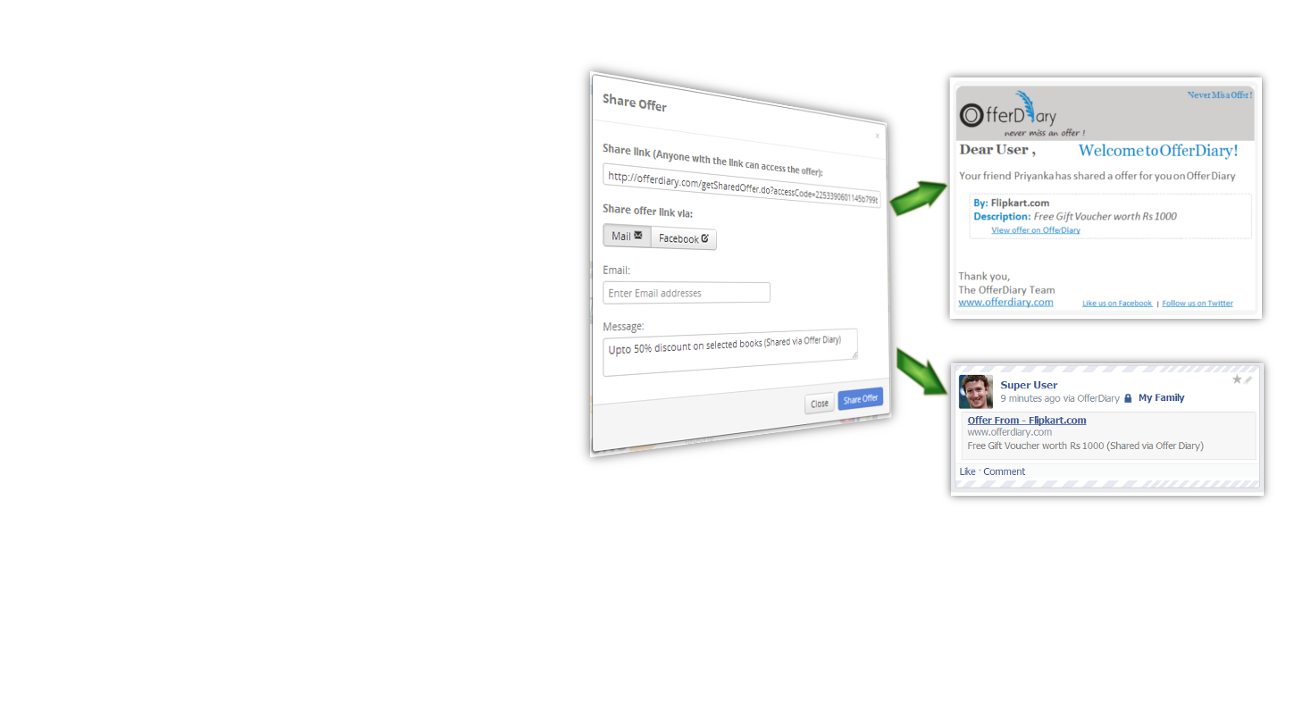 Share Offer
×
Share link (Anyone with the link can access the offer):
http://offerdiary.com/getSharedOffer.do?accessCode=2253390601145b799b
Share offer link via:
Mail
Facebook
Email:
Enter Email addresses
Message:
Upto 50% discount on selected books (Shared via Offer Diary)
Close
Share Offer
'Never Mis a Offer!
OfferDiary
never miss an offer !
Dear User ,
Welcome to OfferDiary!
Your friend Priyanka has shared a offer for you on Offer Diary
By: Flipkart.com
Description: Free Gift Voucher worth Rs 1000
View offer on OfferDiary
Thank you,
The OfferDiary Team
www.offerdiary.com
Like us on Facebook | Follow us on Twitter
Super User
9 minutes ago via OfferDiary My Family
Offer From - Flipkart.com
www.offerdiary.com
Free Gift Voucher worth Rs 1000 (Shared via Offer Diary)
Like · Comment